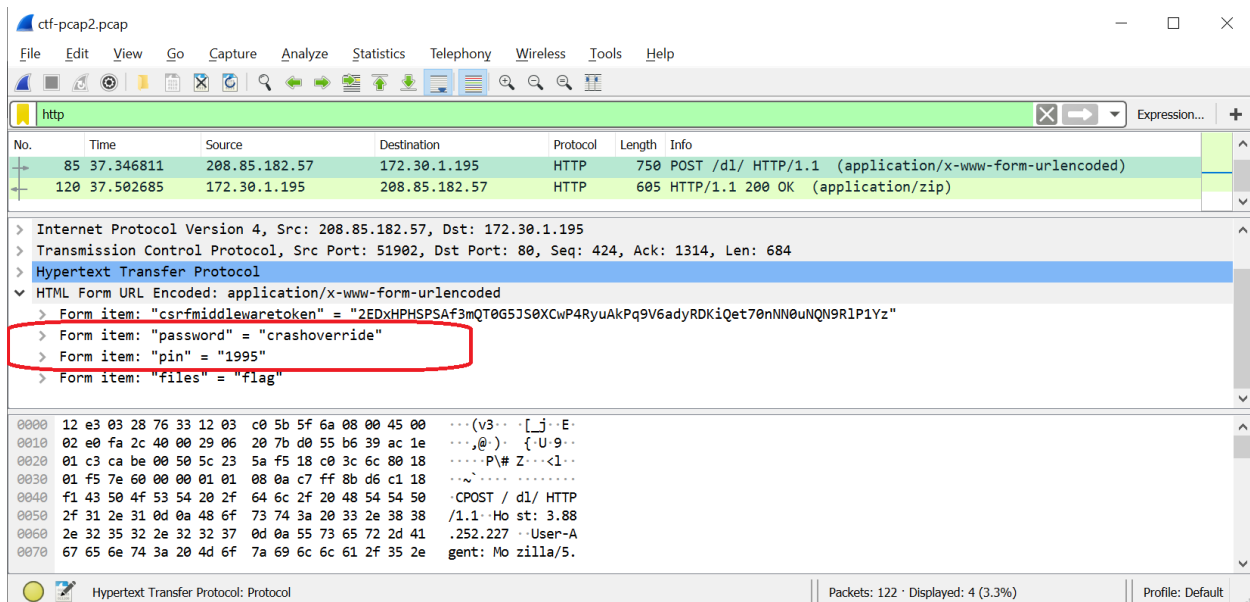 ctf-pcap2.pcap
File Edit View Go Capture Analyze Statistics Telephony Wireless Tools Help
http Expression... +
No. Time Source Destination Protocol Length Info
85 37.346811 208.85.182.57 172.30.1.195 HTTP 750 POST /dl/ HTTP/1.1 (application/x-www-form-urlencoded)
120 37.502685 172.30.1.195 208.85.182.57 HTTP 605 HTTP/1.1 200 OK (application/zip)
> Internet Protocol Version 4, Src: 208.85.182.57, Dst: 172.30.1.195
> Transmission Control Protocol, Src Port: 51902, Dst Port: 80, Seq: 424, Ack: 1314, Len: 684
> Hypertext Transfer Protocol
HTML Form URL Encoded: application/x-www-form-urlencoded
> Form item: "csrfmiddlewaretoken" = "2EDxHPHSPSAf3mQT0G5JS0XCwP4RyuAkPq9V6adyRDKiQet70nNN0uNQN9RlP1Yz"
> Form item: "password" = "crashoverride"
> Form item: "pin" = "1995"
> Form item: "files" = "flag"
0000 12 e3 03 28 76 33 12 03 c0 5b 5f 6a 08 00 45 00 ···(v3·· ·[_j··E·
0010 02 e0 fa 2c 40 00 29 06 20 7b d0 55 b6 39 ac 1e ···,@·)· {·U·9··
0020 01 c3 ca be 00 50 5c 23 5a f5 18 c0 3c 6c 80 18 ·····P\# Z···<l··
0030 01 f5 7e 60 00 00 01 01 08 0a c7 ff 8b d6 c1 18 ··~`···· ········
0040 f1 43 50 4f 53 54 20 2f 64 6c 2f 20 48 54 54 50 ·CPOST / dl/ HTTP
0050 2f 31 2e 31 0d 0a 48 6f 73 74 3a 20 33 2e 38 38 /1.1··Ho st: 3.88
0060 2e 32 35 32 2e 32 32 37 0d 0a 55 73 65 72 2d 41 .252.227 ··User-A
0070 67 65 6e 74 3a 20 4d 6f 7a 69 6c 6c 61 2f 35 2e gent: Mo zilla/5.
Hypertext Transfer Protocol: Protocol Packets: 122 · Displayed: 4 (3.3%) Profile: Default